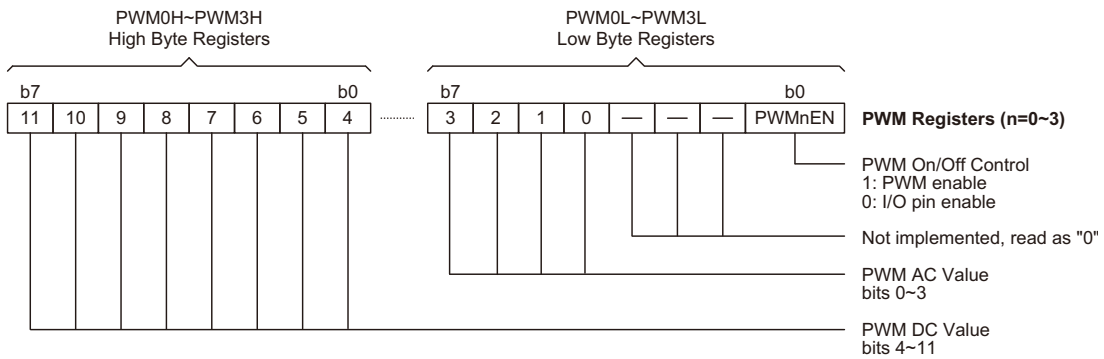 PWM0H~PWM3H
High Byte Registers
PWM0L~PWM3L
Low Byte Registers
b7 b0 b7 b0
11 10 9 8 7 6 5 4 3 2 1 0 — — — PWMnEN PWM Registers (n=0~3)
PWM On/Off Control
1: PWM enable
0: I/O pin enable
Not implemented, read as "0"
PWM AC Value
bits 0~3
PWM DC Value
bits 4~11